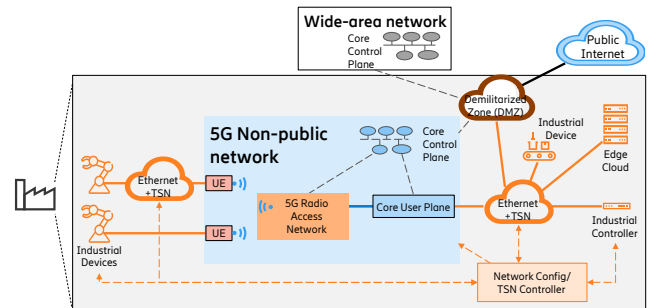 Wide-area network
Core
Control
Plane
Public
Internet
Demilitarized
Zone (DMZ)
5G Non-public
network
Core
Control
Plane
Industrial
Device
Edge
Cloud
Ethernet
+TSN
UE
5G Radio
Access
Network
Core User Plane
Ethernet
+TSN
UE
Industrial
Devices
Industrial
Controller
Network Config/
TSN Controller